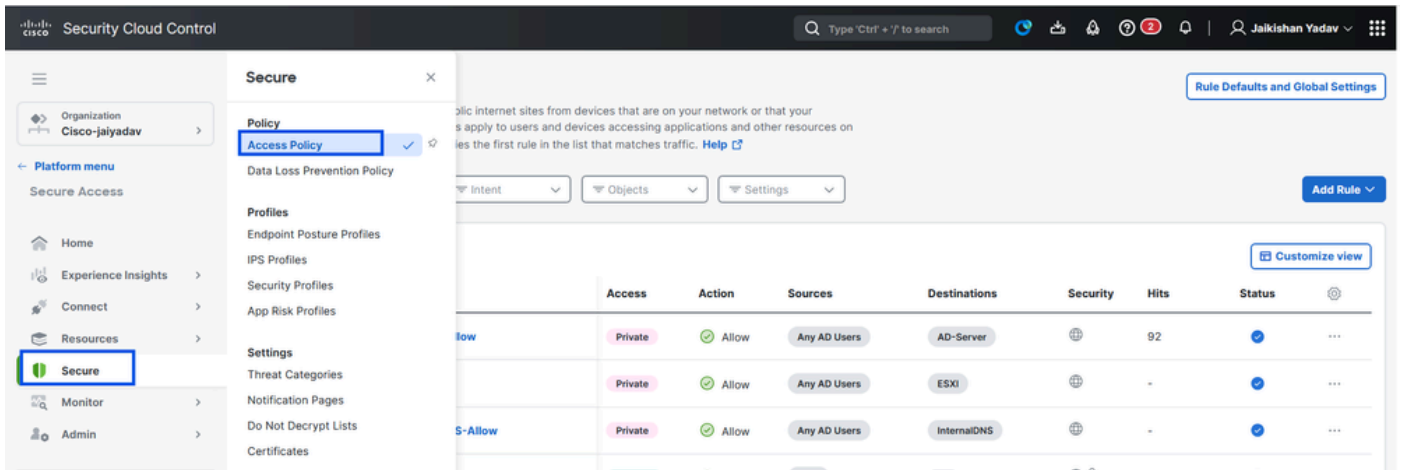 cisco Security Cloud Control
Type 'Ctrl' + '/' to search
2
Jaikishan Yadav
Organization
Cisco-jaiyadav
← Platform menu
Secure Access
Home
Experience Insights
Connect
Resources
Secure
Monitor
Admin
Secure
Policy
Access Policy
Data Loss Prevention Policy
Profiles
Endpoint Posture Profiles
IPS Profiles
Security Profiles
App Risk Profiles
Settings
Threat Categories
Notification Pages
Do Not Decrypt Lists
Certificates
Rule Defaults and Global Settings
internet sites from devices that are on your network or that your
apply to users and devices accessing applications and other resources on
the first rule in the list that matches traffic. Help
Intent Objects Settings
Add Rule
Customize view
Access Action Sources Destinations Security Hits Status
llow Private Allow Any AD Users AD-Server 92 ...
Private Allow Any AD Users ESXI - ...
S-Allow Private Allow Any AD Users InternalDNS - ...